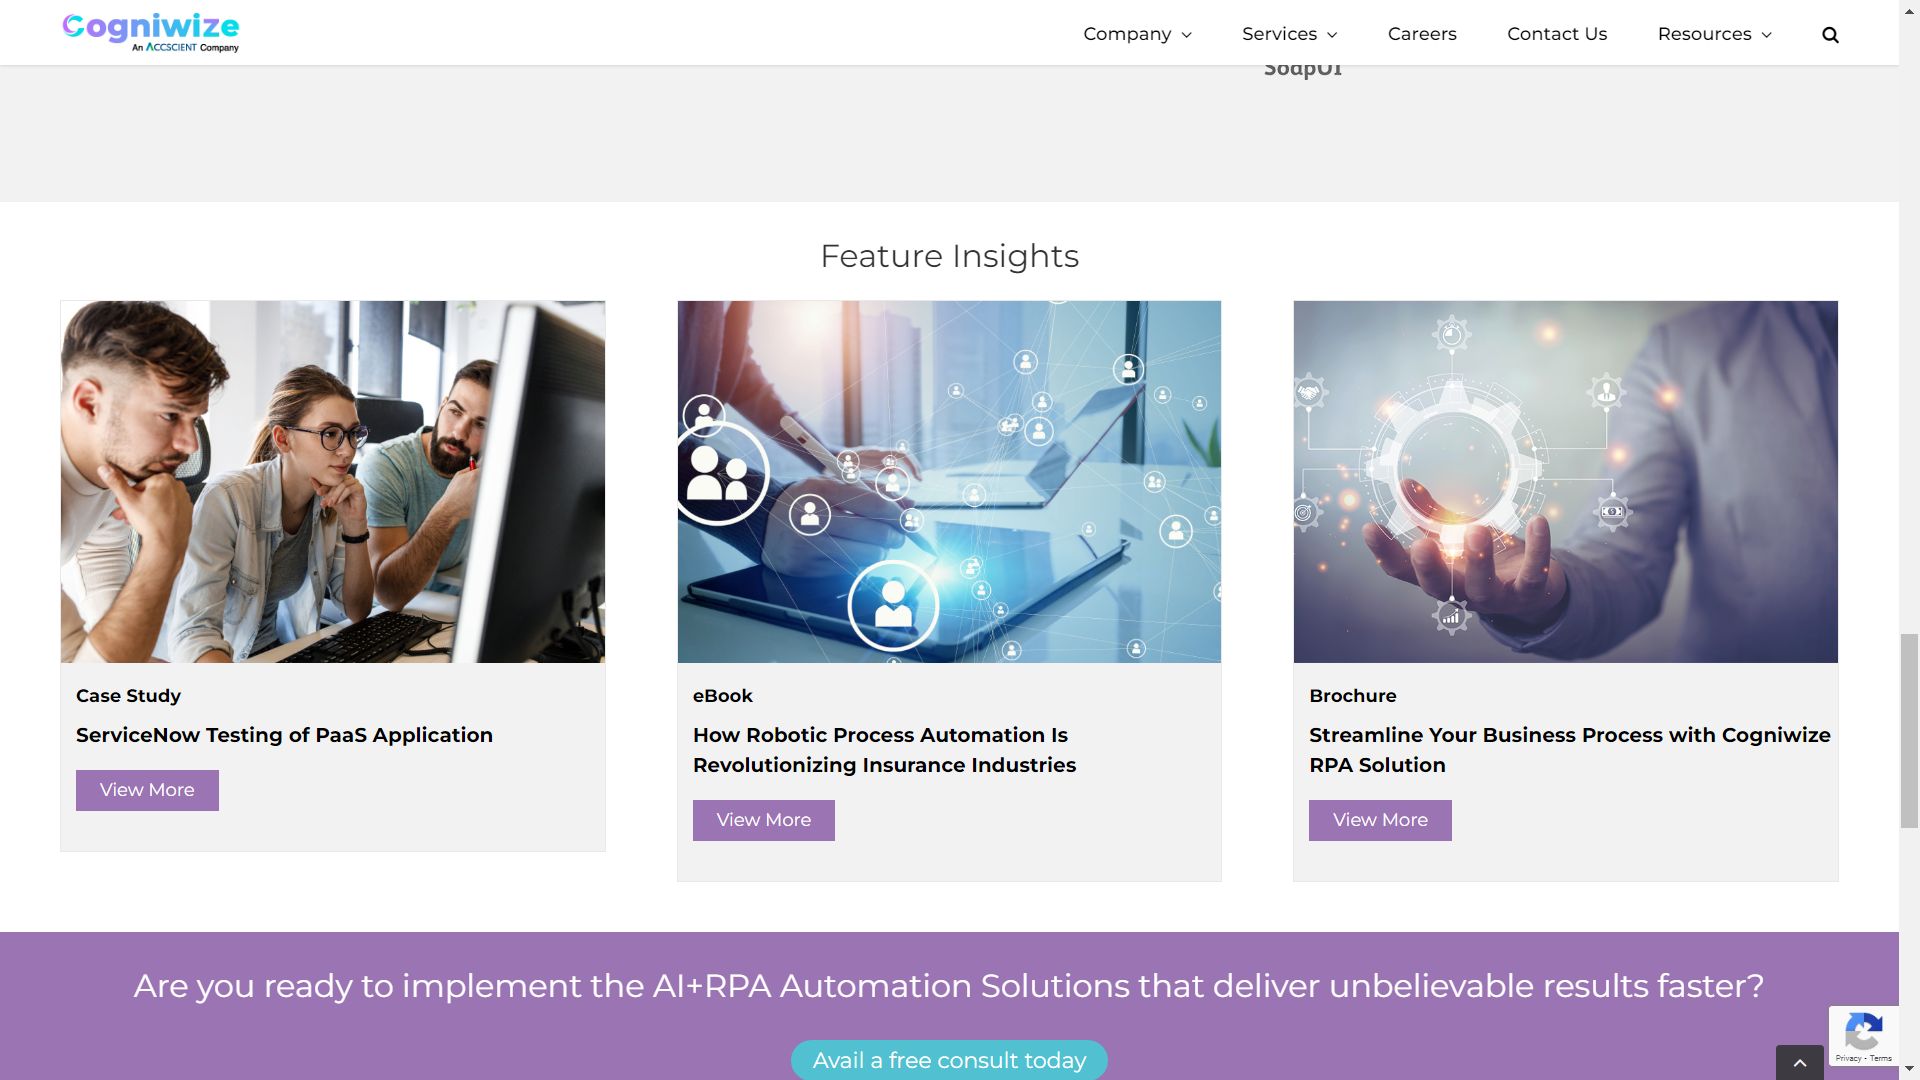 Cogniwize
An ACCSCIENT Company
Company
Services
Careers
Contact Us
Resources
SoapUI
Feature Insights
Case Study
ServiceNow Testing of PaaS Application
View More
eBook
How Robotic Process Automation Is
Revolutionizing Insurance Industries
View More
Brochure
Streamline Your Business Process with Cogniwize
RPA Solution
View More
Are you ready to implement the AI+RPA Automation Solutions that deliver unbelievable results faster?
Avail a free consult today
Privacy - Terms